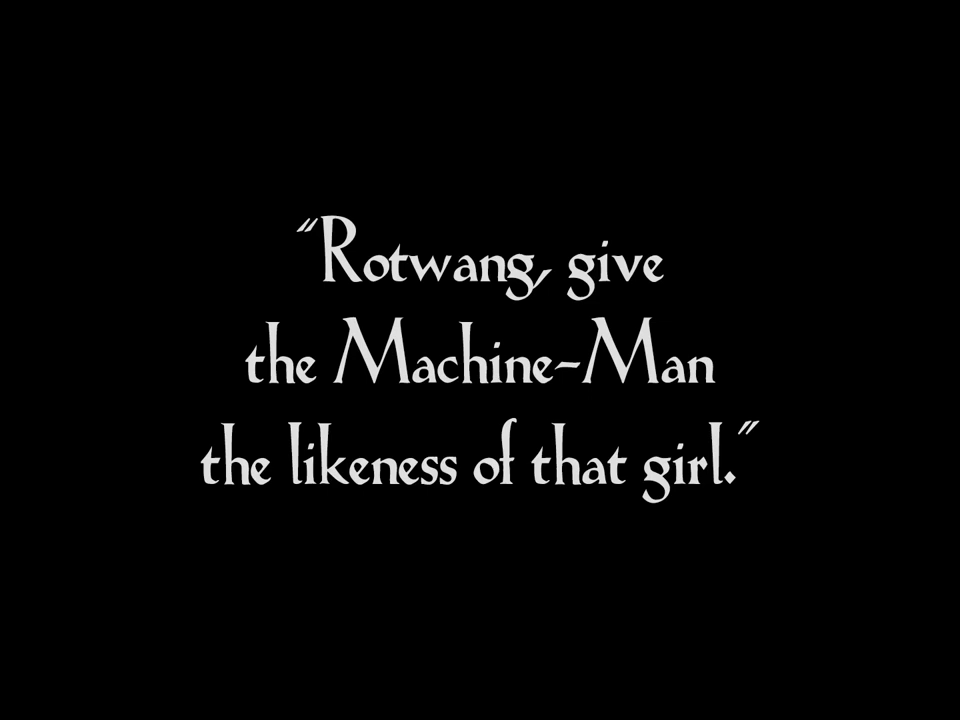 “Rotwang, give
the Machine-Man
the likeness of that girl.”